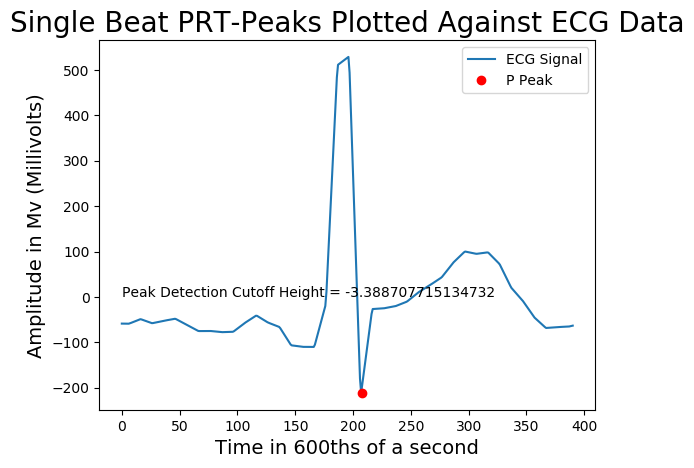 Single Beat PRT-Peaks Plotted Against ECG Data
ECG Signal
P Peak
Amplitude in Mv (Millivolts)
500
400
300
200
100
0
−100
−200
Peak Detection Cutoff Height = -3.388707715134732
0 50 100 150 200 250 300 350 400
Time in 600ths of a second